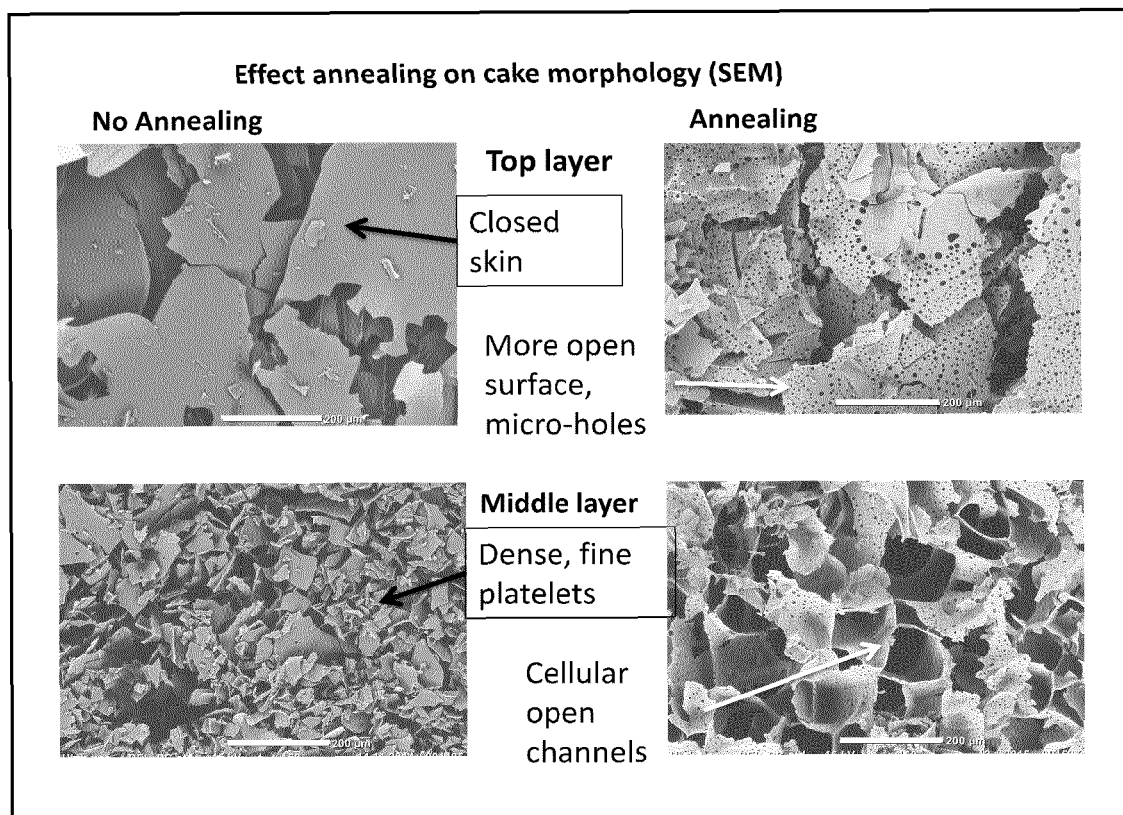 Effect annealing on cake morphology (SEM)
No Annealing
Annealing
Top layer
Closed
skin
More open
surface,
micro-holes
200 µm
200 µm
Middle layer
Dense, fine
platelets
Cellular
open
channels
200 µm
200 µm